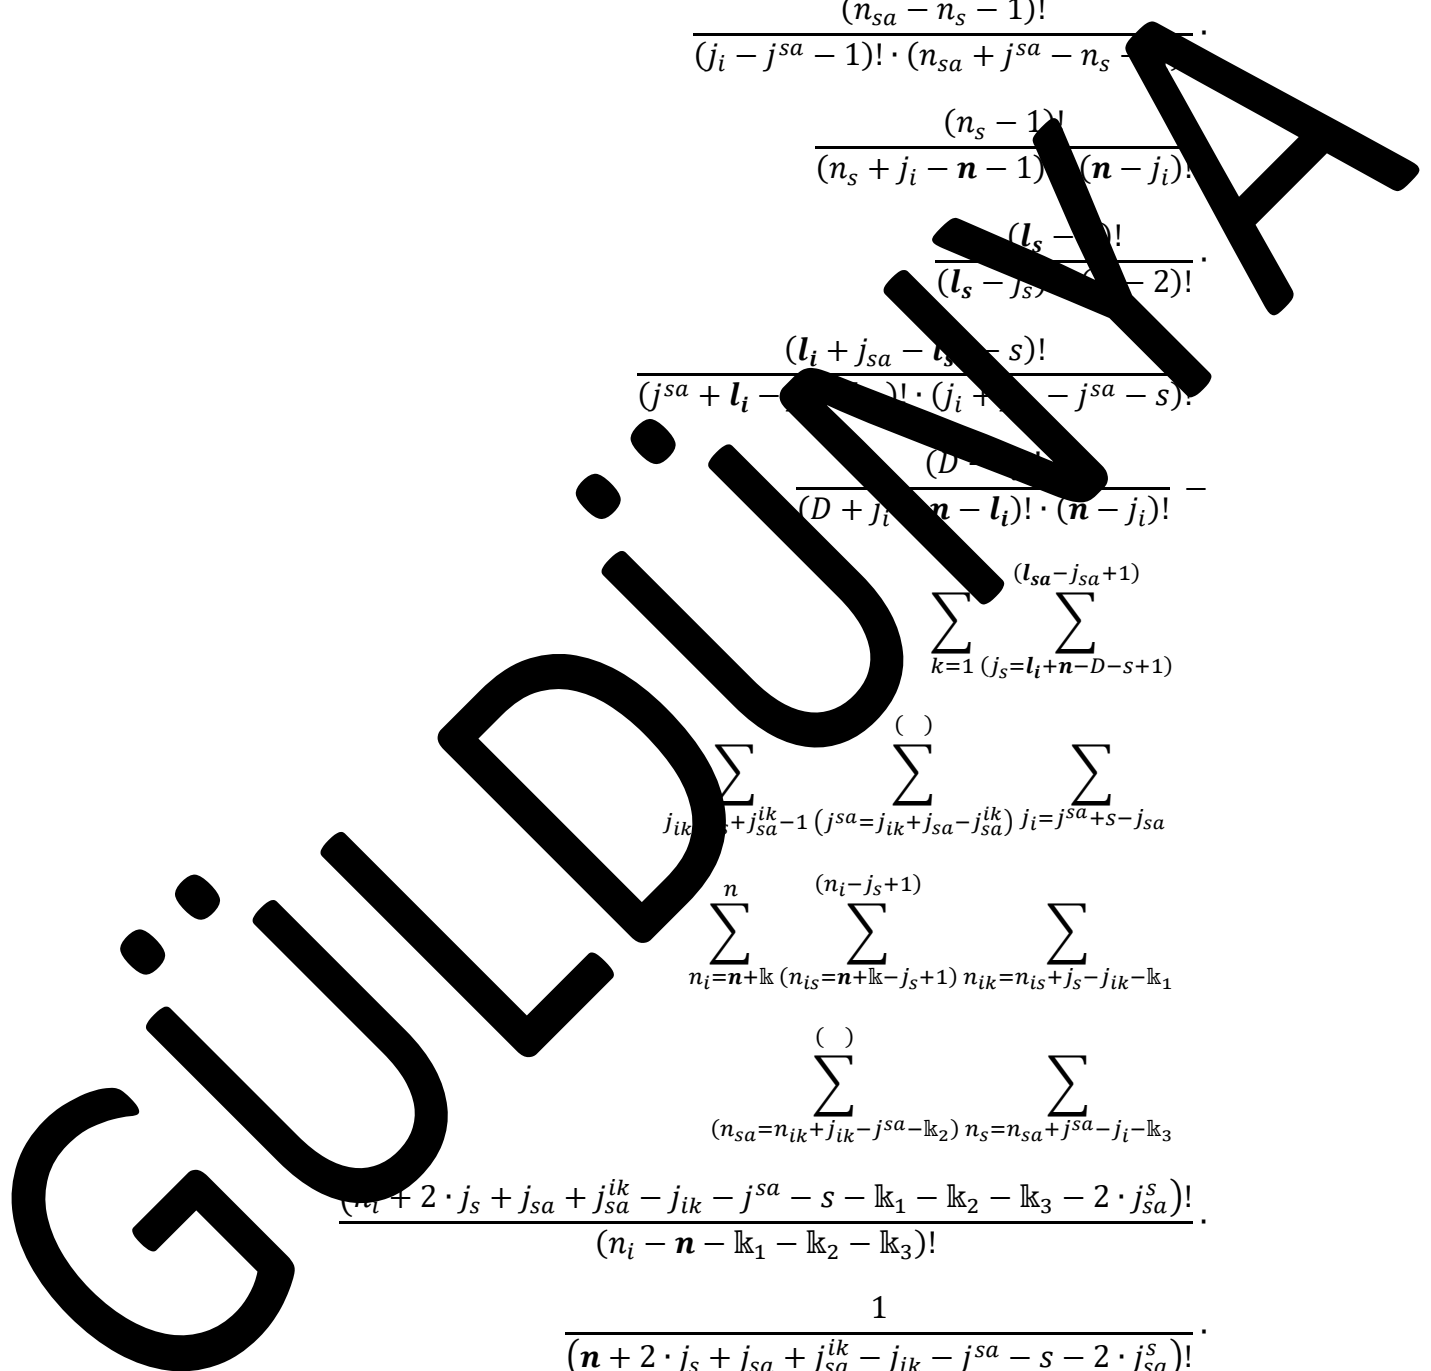 (n_{sa} − n_s − 1)!
(j_i − j^{sa} − 1)! · (n_{sa} + j^{sa} − n_s − ·
(n_s − 1)!
(n_s + j_i − n − 1) (n − j_i)!
(l_s − )!
(l_s − j_s) − 2)! ·
(l_i + j_{sa} − − s)!
(j^{sa} + l_i − )! · (j_i + − j^{sa} − s)!
(D
(D + j_i n − l_i)! · (n − j_i)! −
(l_{sa}−j_{sa}+1)
∑ ∑
k=1 (j_s=l_i+n−D−s+1)
( )
∑ ∑ ∑
j_{ik} +j_{sa}^{ik}−1 (j^{sa}=j_{ik}+j_{sa}−j_{sa}^{ik}) j_i=j^{sa}+s−j_{sa}
n (n_i−j_s+1)
∑ ∑ ∑
n_i=n+𝕜 (n_{is}=n+𝕜−j_s+1) n_{ik}=n_{is}+j_s−j_{ik}−𝕜_1
( )
∑ ∑
(n_{sa}=n_{ik}+j_{ik}−j^{sa}−𝕜_2) n_s=n_{sa}+j^{sa}−j_i−𝕜_3
(n_i + 2 · j_s + j_{sa} + j_{sa}^{ik} − j_{ik} − j^{sa} − s − 𝕜_1 − 𝕜_2 − 𝕜_3 − 2 · j_{sa}^s)!
(n_i − n − 𝕜_1 − 𝕜_2 − 𝕜_3)! ·
1
(n + 2 · j_s + j_{sa} + j_{sa}^{ik} − j_{ik} − j^{sa} − s − 2 · j_{sa}^s)! ·
GÜLDÜNYA